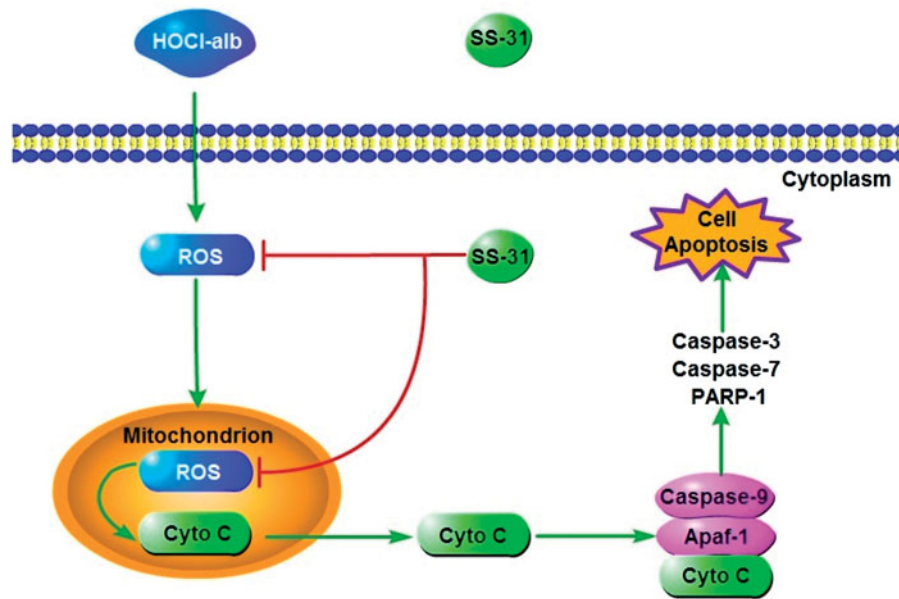 HOCl-alb
SS-31
Cytoplasm
Cell
Apoptosis
ROS
SS-31
Caspase-3
Caspase-7
PARP-1
Mitochondrion
ROS
Cyto C
Cyto C
Caspase-9
Apaf-1
Cyto C